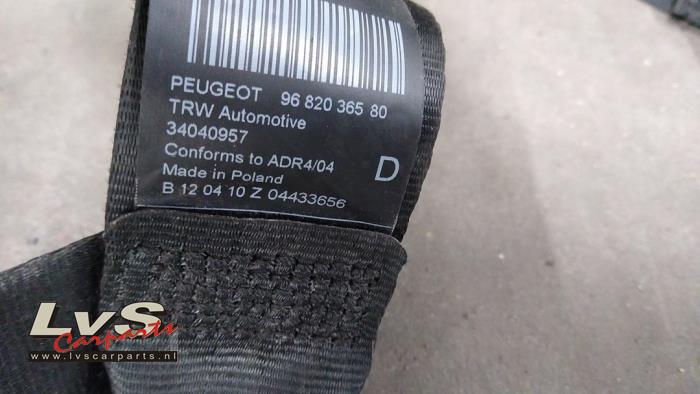 PEUGEOT 96 820 365 80
TRW Automotive
34040957
Conforms to ADR4/04
Made in Poland
B 12 04 10 Z 04433656
D
LvS
Carparts
www.lvscarparts.nl